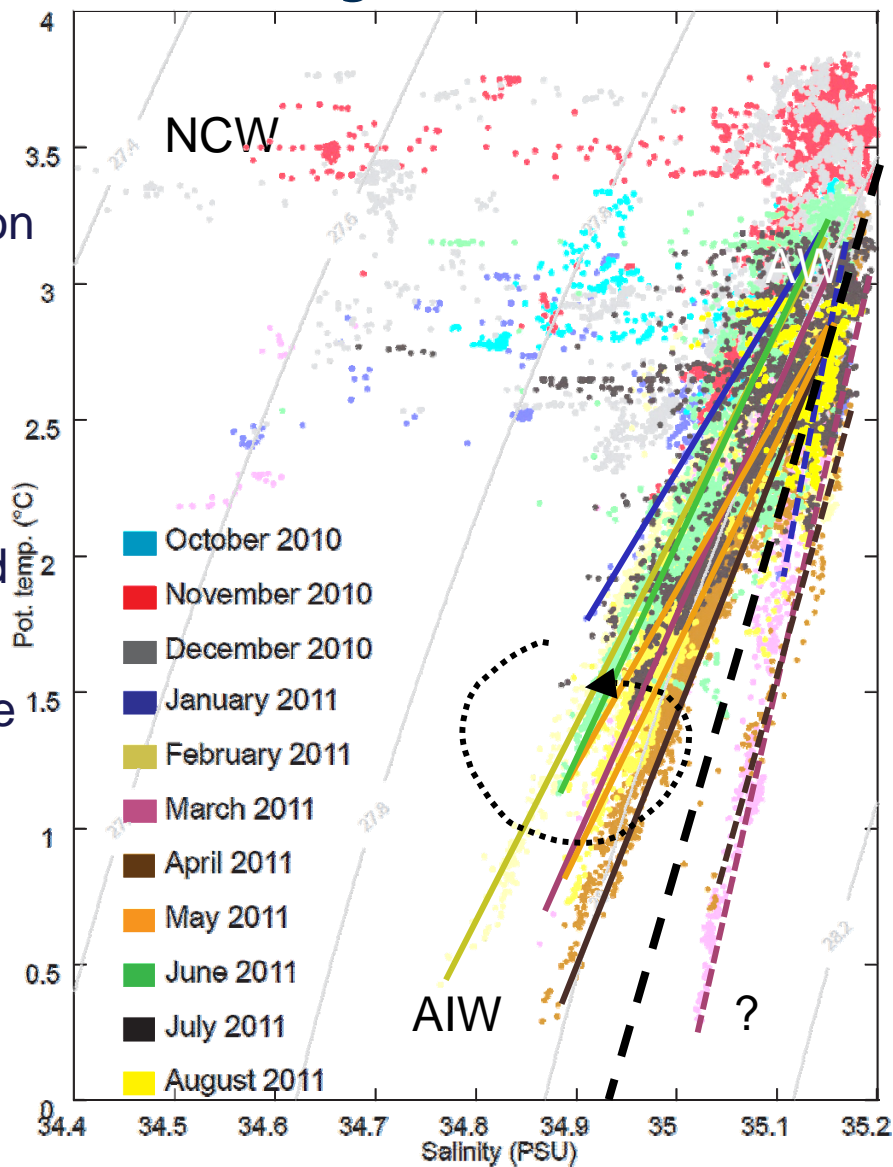 4
NCW
3.5
27.4
on
27.6
27.8
3
AW
2.5
Pot. temp. (°C)
October 2010
2
d
November 2010
December 2010
1.5
January 2011
e
February 2011
1
27.8
March 2011
April 2011
28.2
May 2011
0.5
June 2011
AIW
?
July 2011
August 2011
0
34.4
34.5
34.6
34.7
34.8
34.9
35
35.1
35.2
Salinity (PSU)